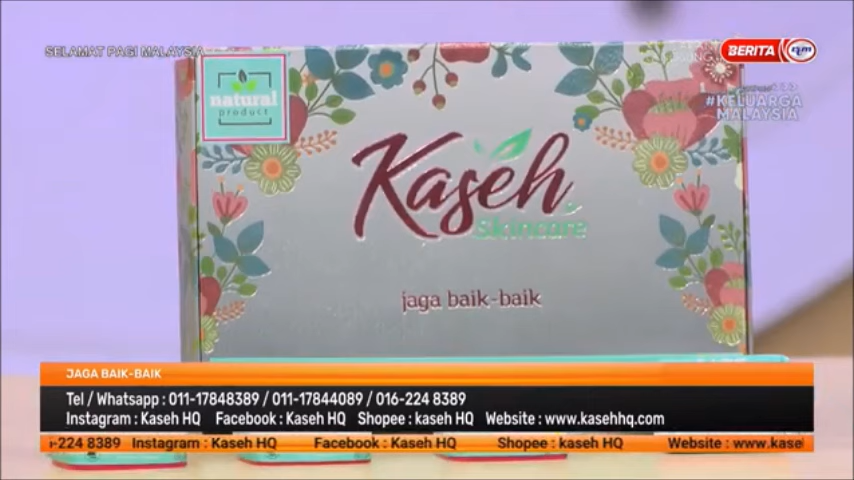 SELAMAT PAGI MALAYSIA
BERITA rtm
#KELUARGA
MALAYSIA
natural
product
Kaseh
Skincare
jaga baik-baik
JAGA BAIK-BAIK
Tel / Whatsapp : 011-17848389 / 011-17844089 / 016-224 8389
Instagram : Kaseh HQ Facebook : Kaseh HQ Shopee : kaseh HQ Website : www.kasehhq.com
-224 8389 Instagram : Kaseh HQ Facebook : Kaseh HQ Shopee : kaseh HQ Website : www.kase